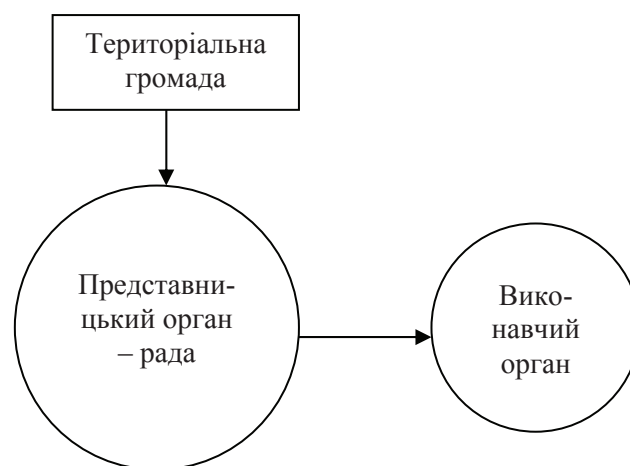 Територіальна
громада
Представни-
цький орган
– рада
Вико-
навчий
орган